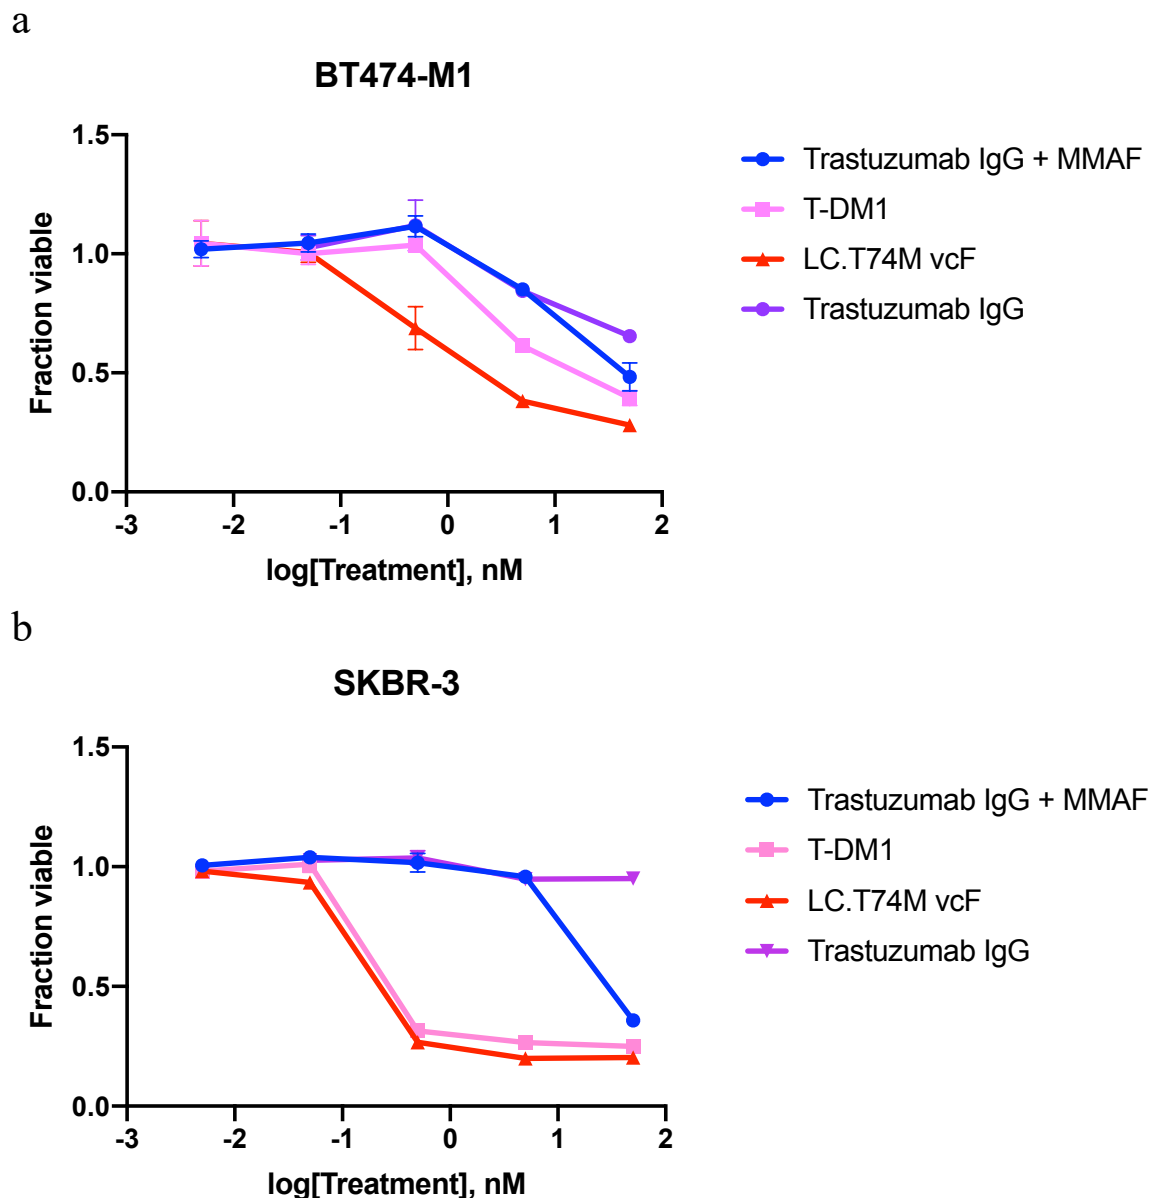 a
BT474-M1
1.5
1.0
0.5
0.0
Fraction viable
-3 -2 -1 0 1 2
log[Treatment], nM
Trastuzumab IgG + MMAF
T-DM1
LC.T74M vcF
Trastuzumab IgG
b
SKBR-3
1.5
1.0
0.5
0.0
Fraction viable
-3 -2 -1 0 1 2
log[Treatment], nM
Trastuzumab IgG + MMAF
T-DM1
LC.T74M vcF
Trastuzumab IgG